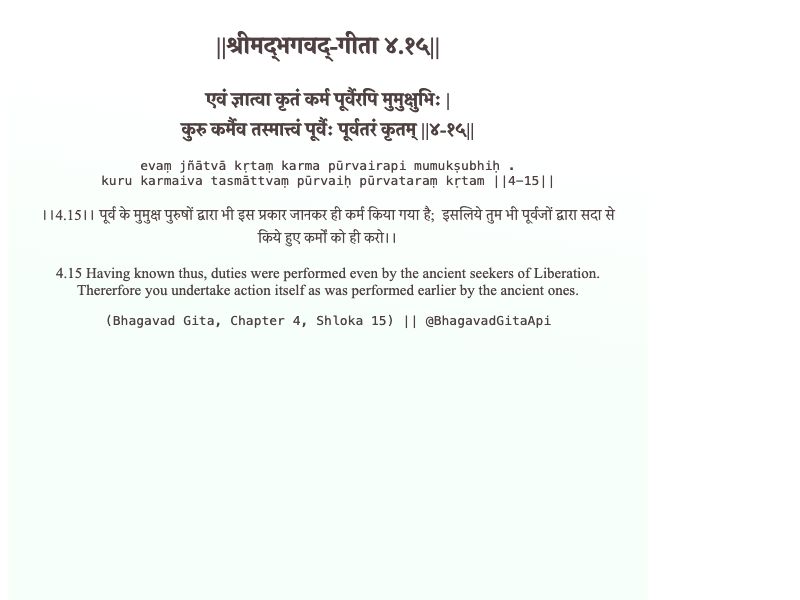 ||श्रीमद्‍भगवद्‍-गीता ४.१५||
एवं ज्ञात्वा कृतं कर्म पूर्वैरपि मुमुक्षुभिः |
कुरु कर्मैव तस्मात्त्वं पूर्वैः पूर्वतरं कृतम् ||४-१५||
evaṃ jñātvā kṛtaṃ karma pūrvairapi mumukṣubhiḥ .
kuru karmaiva tasmāttvaṃ pūrvaiḥ pūrvataraṃ kṛtam ||4-15||
।।4.15।। पूर्व के मुमुक्ष पुरुषों द्वारा भी इस प्रकार जानकर ही कर्म किया गया है; इसलिये तुम भी पूर्वजों द्वारा सदा से
किये हुए कर्मों को ही करो।।
4.15 Having known thus, duties were performed even by the ancient seekers of Liberation.
Thererfore you undertake action itself as was performed earlier by the ancient ones.
(Bhagavad Gita, Chapter 4, Shloka 15) || @BhagavadGitaApi